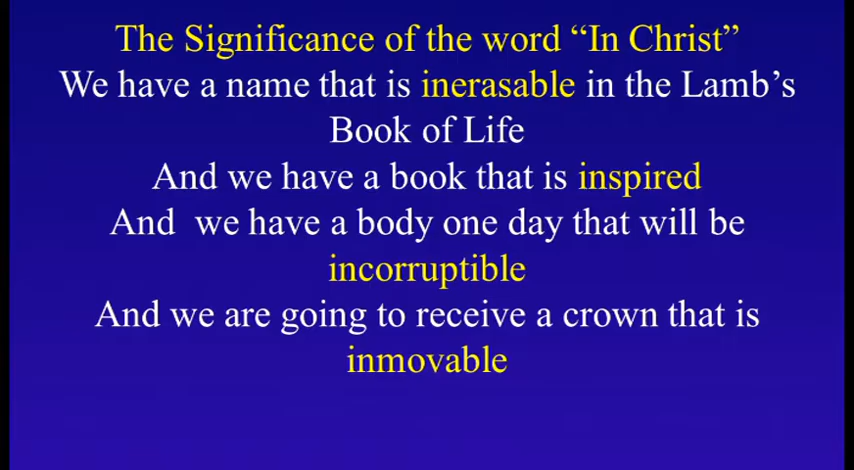 The Significance of the word “In Christ”
We have a name that is inerasable in the Lamb’s
Book of Life
And we have a book that is inspired
And we have a body one day that will be
incorruptible
And we are going to receive a crown that is
inmovable